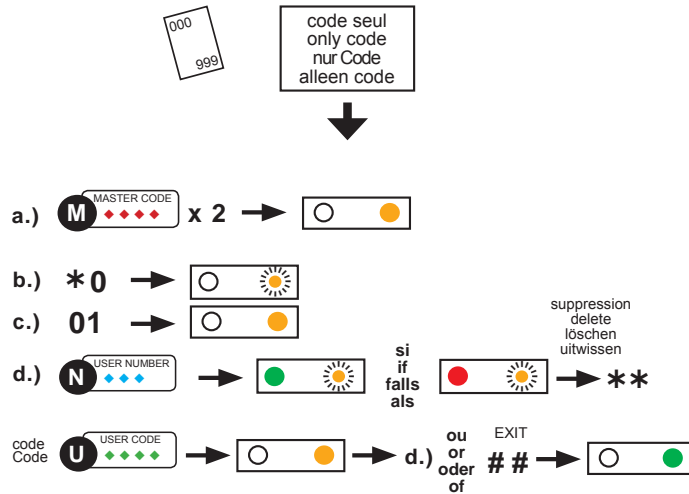 000
999
code seul
only code
nur Code
alleen code
a.) M MASTER CODE x 2
b.) *0
c.) 01
suppression
delete
löschen
uitwissen
d.) N USER NUMBER
si
if
falls
als
**
code
Code
U USER CODE
d.)
ou
or
oder
of
EXIT
##